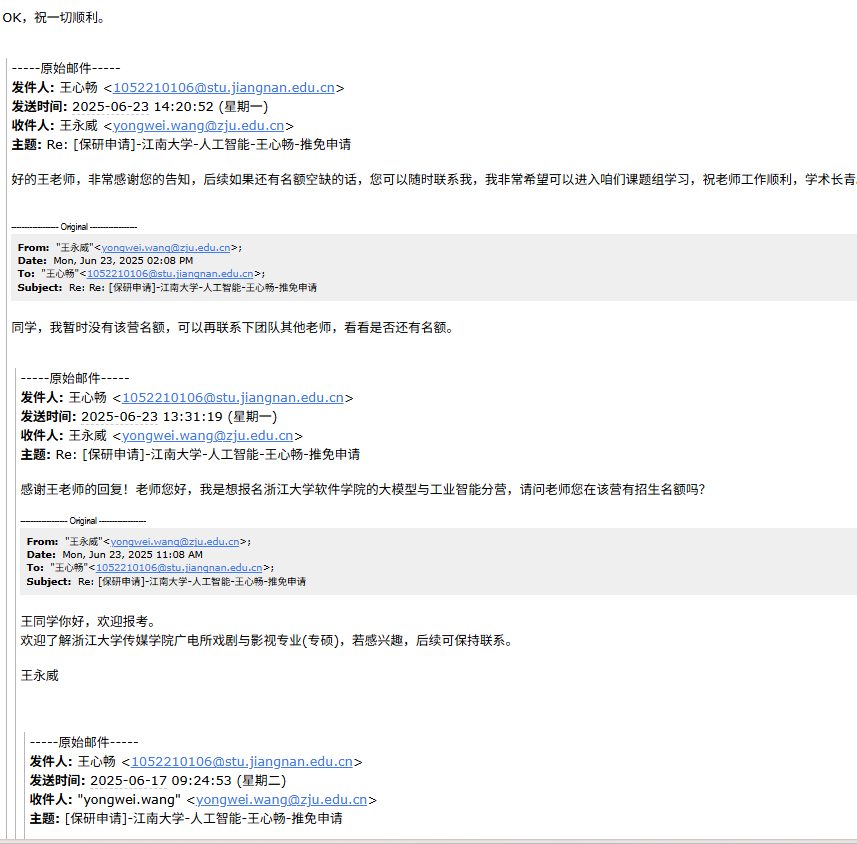 OK，祝一切顺利。
-----原始邮件-----
发件人: 王心畅 <1052210106@stu.jiangnan.edu.cn>
发送时间: 2025-06-23 14:20:52 (星期一)
收件人: 王永威 <yongwei.wang@zju.edu.cn>
主题: Re: [保研申请]-江南大学-人工智能-王心畅-推免申请
好的王老师，非常感谢您的告知，后续如果还有名额空缺的话，您可以随时联系我，我非常希望可以进入咱们课题组学习，祝老师工作顺利，学术长青
------------------ Original ------------------
From: "王永威"<yongwei.wang@zju.edu.cn>;
Date: Mon, Jun 23, 2025 02:08 PM
To: "王心畅"<1052210106@stu.jiangnan.edu.cn>;
Subject: Re: Re: [保研申请]-江南大学-人工智能-王心畅-推免申请
同学，我暂时没有该营名额，可以再联系下团队其他老师，看看是否还有名额。
-----原始邮件-----
发件人: 王心畅 <1052210106@stu.jiangnan.edu.cn>
发送时间: 2025-06-23 13:31:19 (星期一)
收件人: 王永威 <yongwei.wang@zju.edu.cn>
主题: Re: [保研申请]-江南大学-人工智能-王心畅-推免申请
感谢王老师的回复！老师您好，我是想报名浙江大学软件学院的大模型与工业智能分营，请问老师您在该营有招生名额吗？
------------------ Original ------------------
From: "王永威"<yongwei.wang@zju.edu.cn>;
Date: Mon, Jun 23, 2025 11:08 AM
To: "王心畅"<1052210106@stu.jiangnan.edu.cn>;
Subject: Re: [保研申请]-江南大学-人工智能-王心畅-推免申请
王同学你好，欢迎报考。
欢迎了解浙江大学传媒学院广电所戏剧与影视专业(专硕)，若感兴趣，后续可保持联系。
王永威
-----原始邮件-----
发件人: 王心畅 <1052210106@stu.jiangnan.edu.cn>
发送时间: 2025-06-17 09:24:53 (星期二)
收件人: "yongwei.wang" <yongwei.wang@zju.edu.cn>
主题: [保研申请]-江南大学-人工智能-王心畅-推免申请